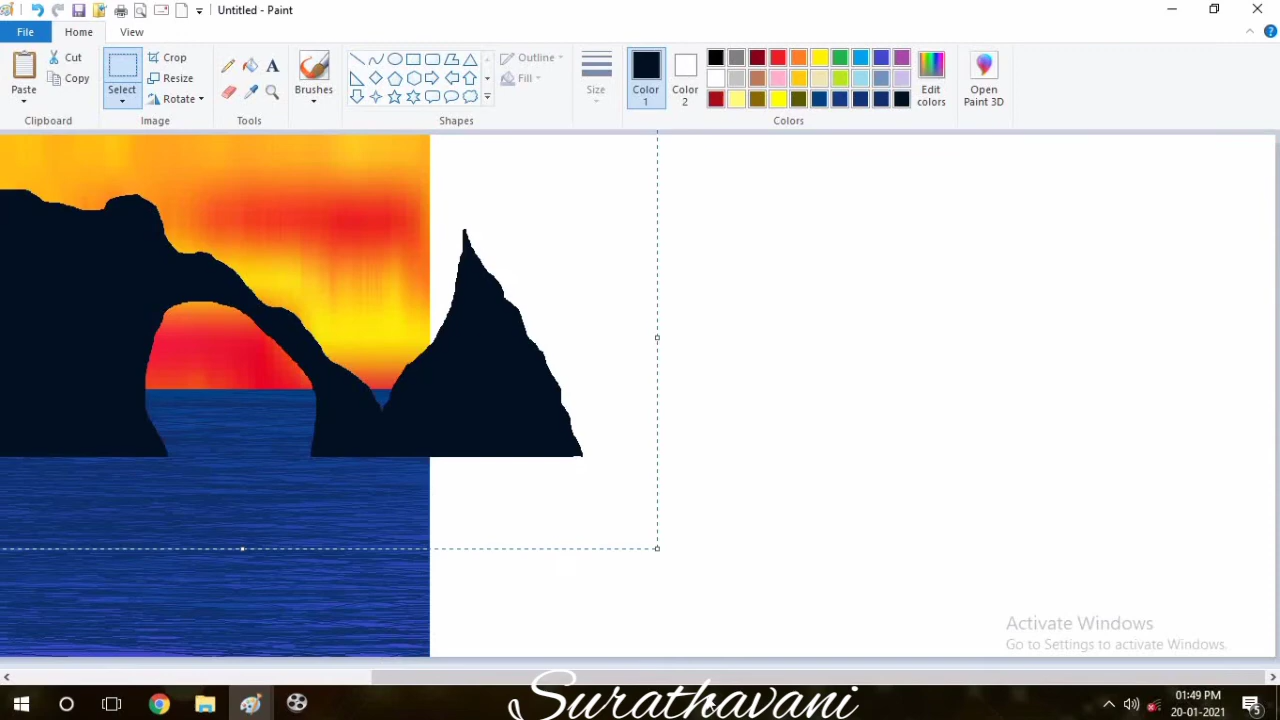 Untitled - Paint
File Home View
Paste Cut Copy Select Crop Resize Rotate Brushes Outline Fill Size Color 1 Color 2 Edit colors Open Paint 3D
Clipboard Image Tools Shapes Colors
Activate Windows
Go to Settings to activate Windows.
Surathavani
01:49 PM
20-01-2021
5